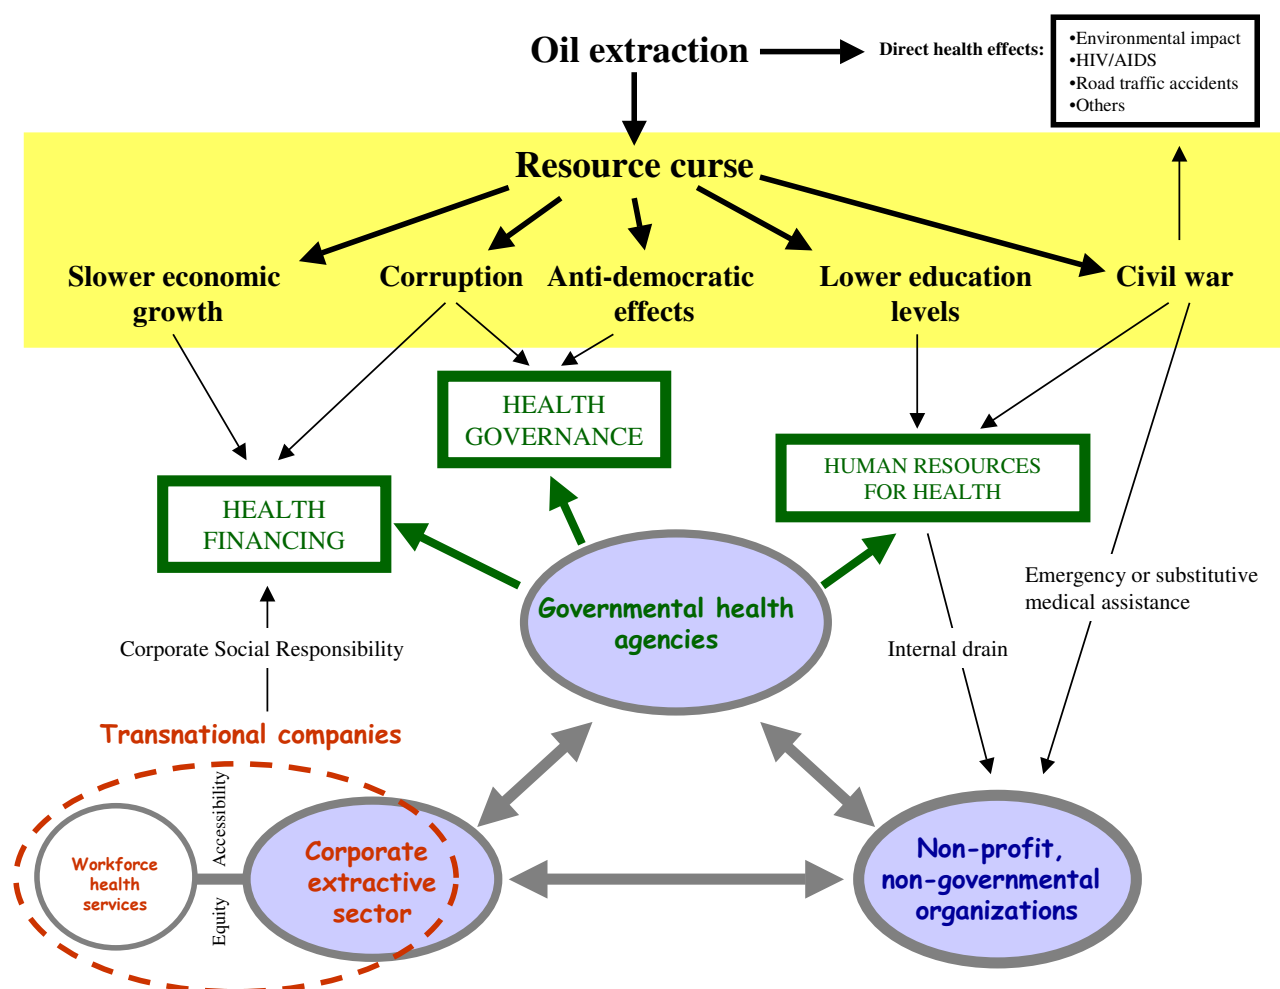 Oil extraction
Direct health effects:
•Environmental impact
•HIV/AIDS
•Road traffic accidents
•Others
Resource curse
Slower economic
growth
Corruption
Anti-democratic
effects
Lower education
levels
Civil war
HEALTH
GOVERNANCE
HUMAN RESOURCES
FOR HEALTH
HEALTH
FINANCING
Governmental health
agencies
Emergency or substitutive
medical assistance
Corporate Social Responsibility
Internal drain
Transnational companies
Accessibility
Equity
Workforce
health
services
Corporate
extractive
sector
Non-profit,
non-governmental
organizations